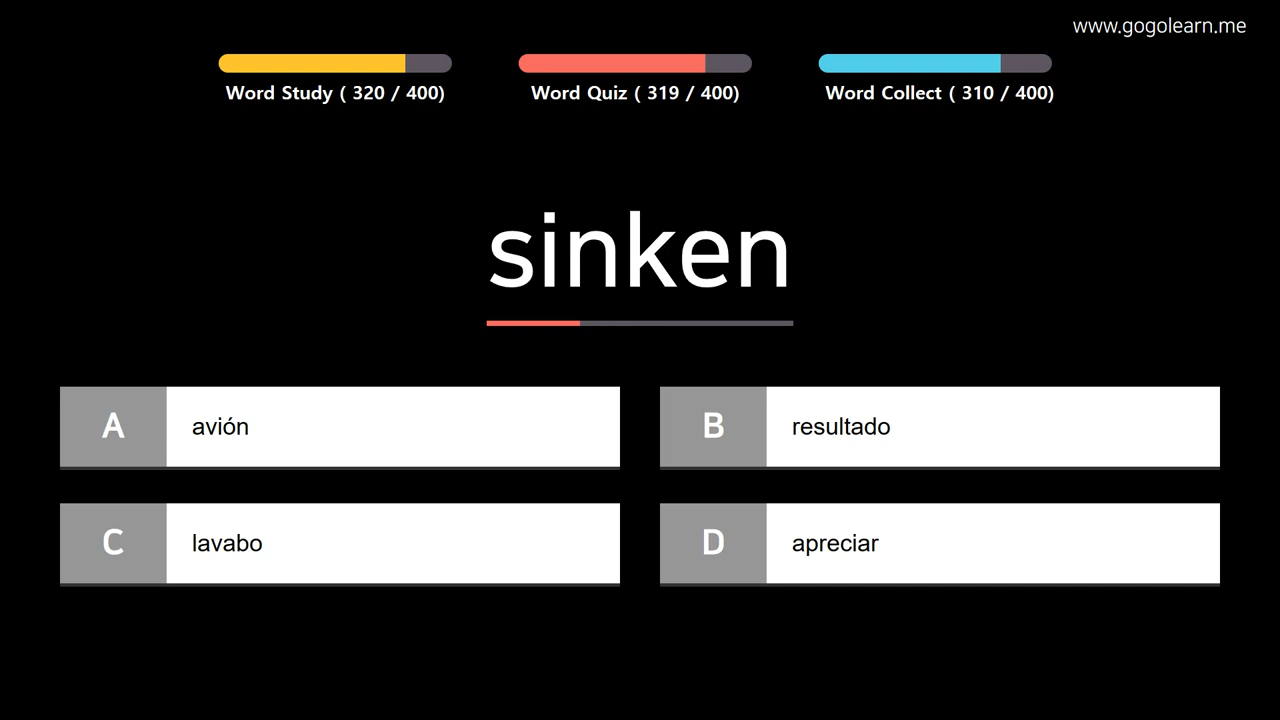 www.gogolearn.me
Word Study ( 320 / 400)
Word Quiz ( 319 / 400)
Word Collect ( 310 / 400)
sinken
A avión
B resultado
C lavabo
D apreciar